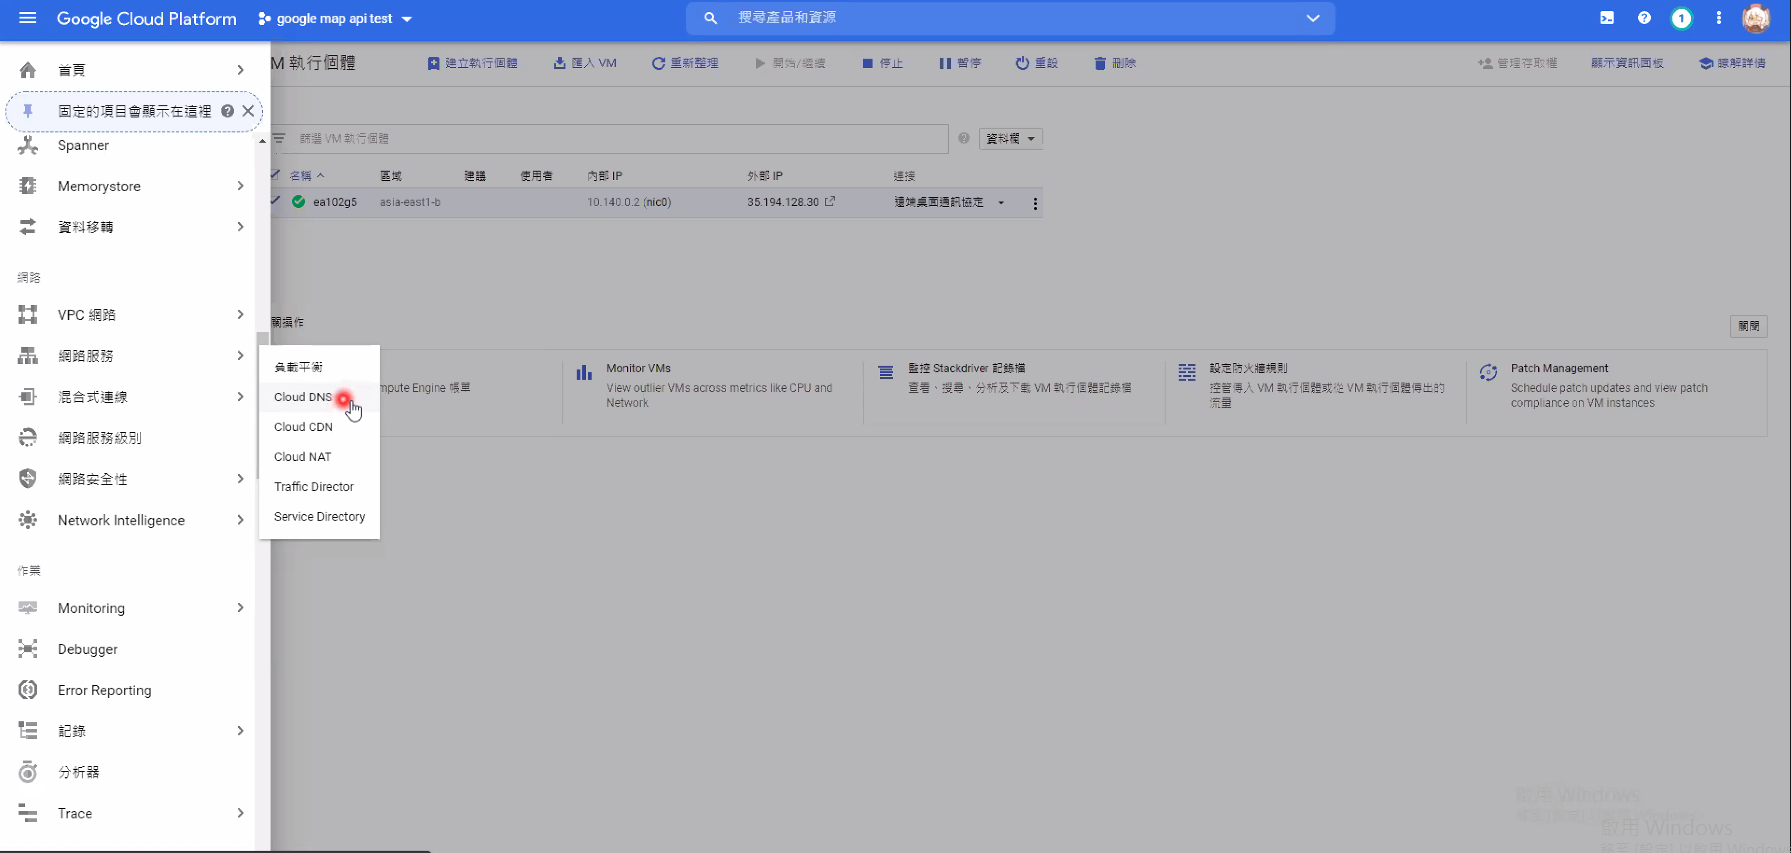 Google Cloud Platform
google map api test
搜尋產品和資源
1
首頁
固定的項目會顯示在這裡
Spanner
Memorystore
資料移轉
網路
VPC 網路
網路服務
混合式連線
網路服務級別
網路安全性
Network Intelligence
作業
Monitoring
Debugger
Error Reporting
記錄
分析器
Trace
負載平衡
Cloud DNS
Cloud CDN
Cloud NAT
Traffic Director
Service Directory
M 執行個體
建立執行個體
匯入 VM
重新整理
開始/繼續
停止
暫停
重設
刪除
管理存取權
顯示資訊面板
瞭解詳情
篩選 VM 執行個體
資料欄
名稱 區域 建議 使用者 內部 IP 外部 IP 連接
ea102g5 asia-east1-b 10.140.0.2 (nic0) 35.194.128.30 遠端桌面通訊協定
關操作
關閉
mpute Engine 帳單
Monitor VMs
View outlier VMs across metrics like CPU and
Network
監控 Stackdriver 記錄檔
查看、搜尋、分析及下載 VM 執行個體記錄檔
設定防火牆規則
控管傳入 VM 執行個體或從 VM 執行個體傳出的
流量
Patch Management
Schedule patch updates and view patch
compliance on VM instances
啟用 Windows
啟用 Windows